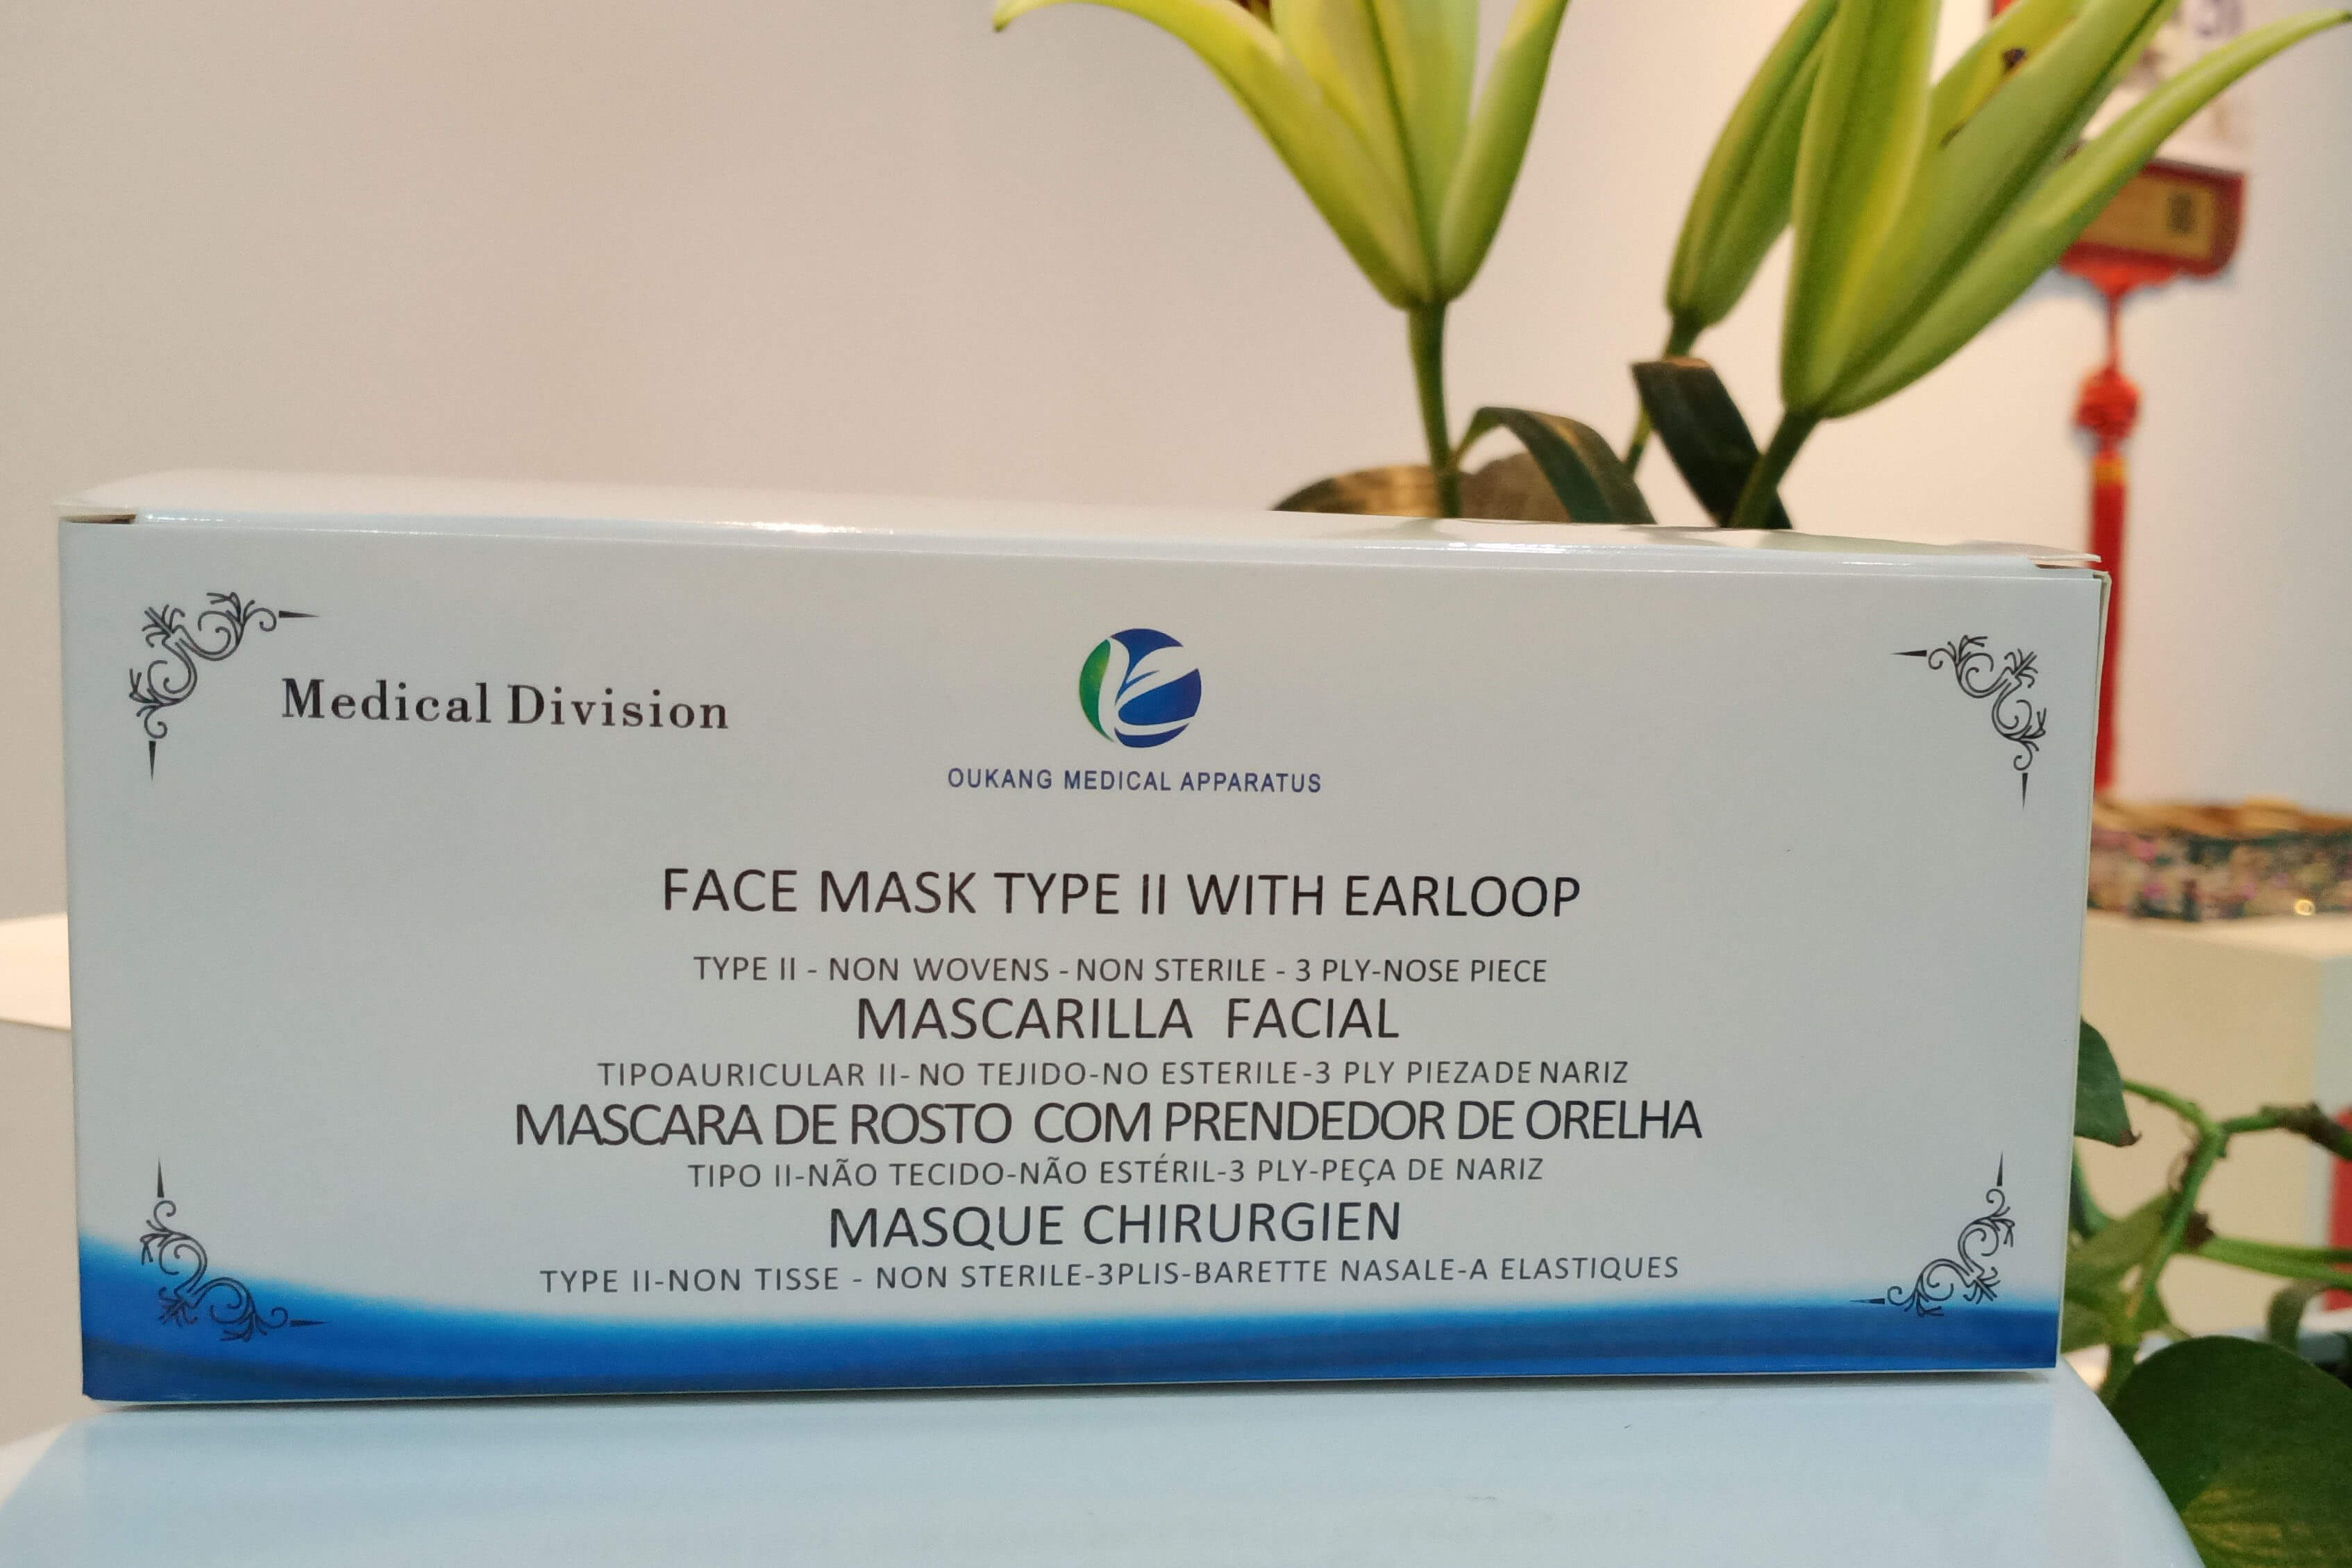 Medical Division
OUKANG MEDICAL APPARATUS
FACE MASK TYPE II WITH EARLOOP
TYPE II - NON WOVENS - NON STERILE - 3 PLY-NOSE PIECE
MASCARILLA FACIAL
TIPOAURICULAR II- NO TEJIDO-NO ESTERILE-3 PLY PIEZADE NARIZ
MASCARA DE ROSTO COM PRENDEDOR DE ORELHA
TIPO II-NÃO TECIDO-NÃO ESTÉRIL-3 PLY-PEÇA DE NARIZ
MASQUE CHIRURGIEN
TYPE II-NON TISSE - NON STERILE-3PLIS-BARETTE NASALE-A ELASTIQUES